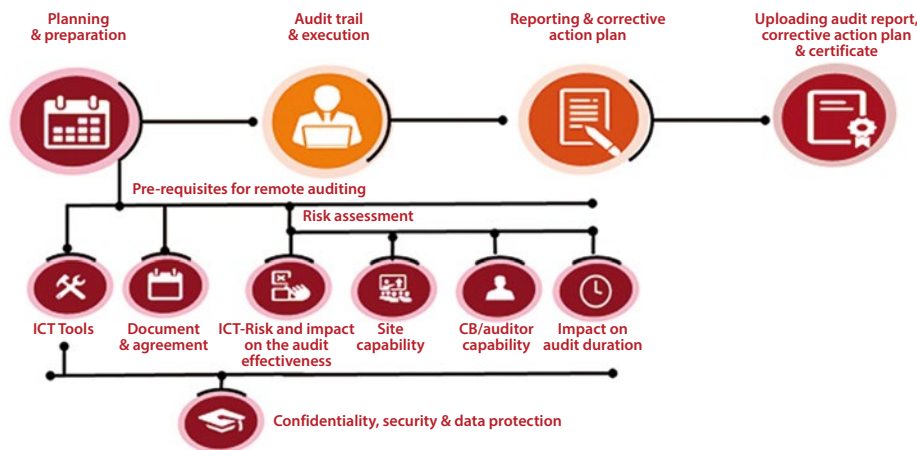 Planning
& preparation
Audit trail
& execution
Reporting & corrective
action plan
Uploading audit report,
corrective action plan
& certificate
Pre-requisites for remote auditing
Risk assessment
ICT Tools
Document
& agreement
ICT-Risk and impact
on the audit
effectiveness
Site
capability
CB/auditor
capability
Impact on
audit duration
Confidentiality, security & data protection